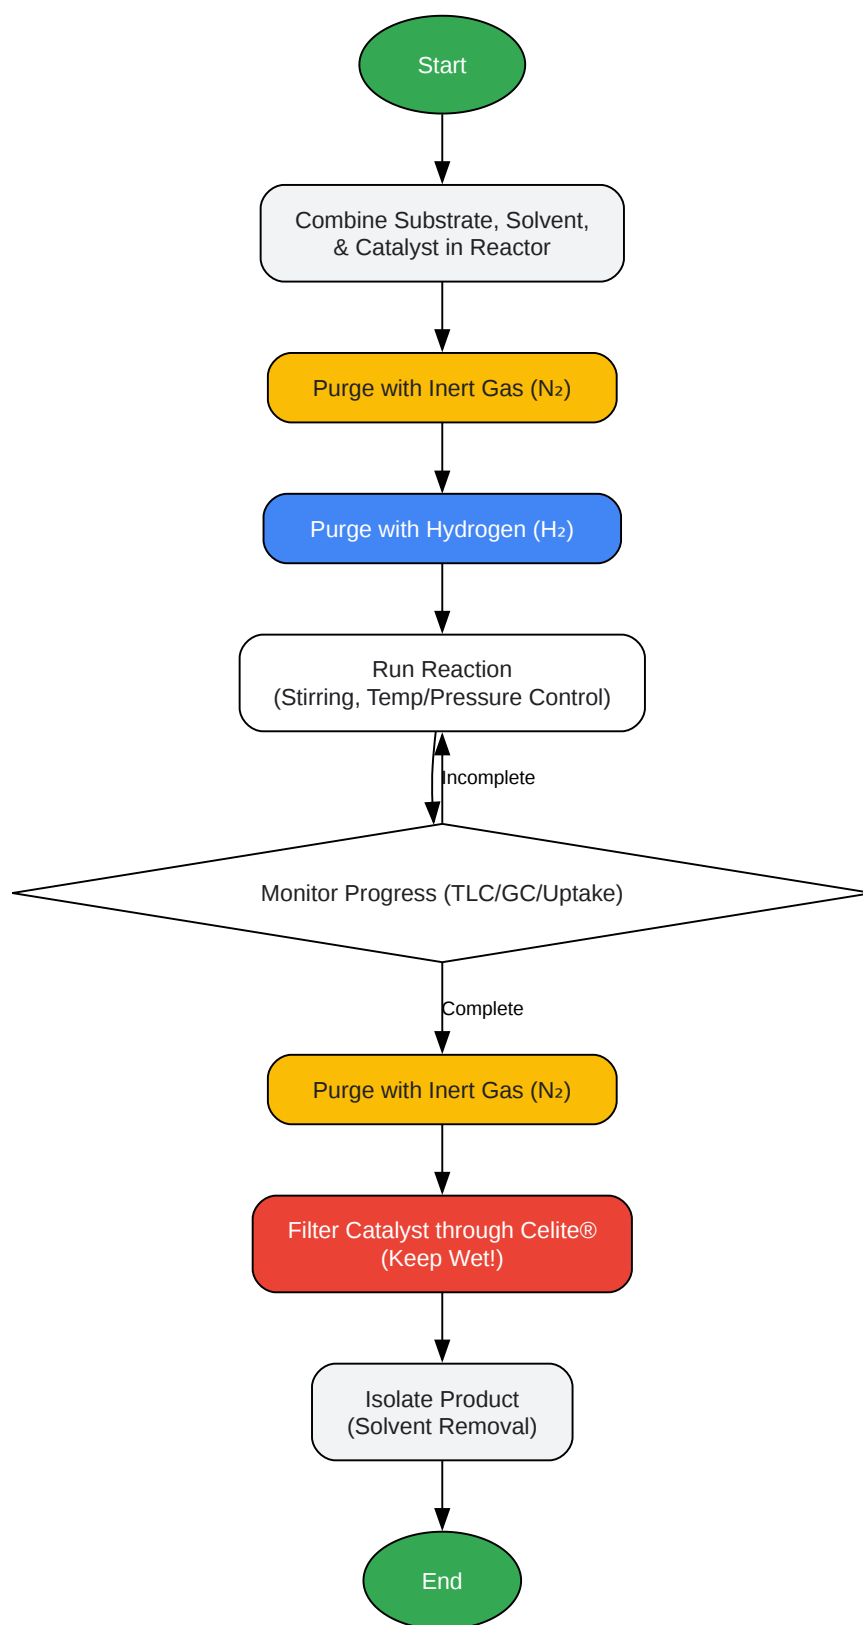 Start
Combine Substrate, Solvent,
& Catalyst in Reactor
Purge with Inert Gas (N₂)
Purge with Hydrogen (H₂)
Run Reaction
(Stirring, Temp/Pressure Control)
Incomplete
Monitor Progress (TLC/GC/Uptake)
Complete
Purge with Inert Gas (N₂)
Filter Catalyst through Celite®
(Keep Wet!)
Isolate Product
(Solvent Removal)
End